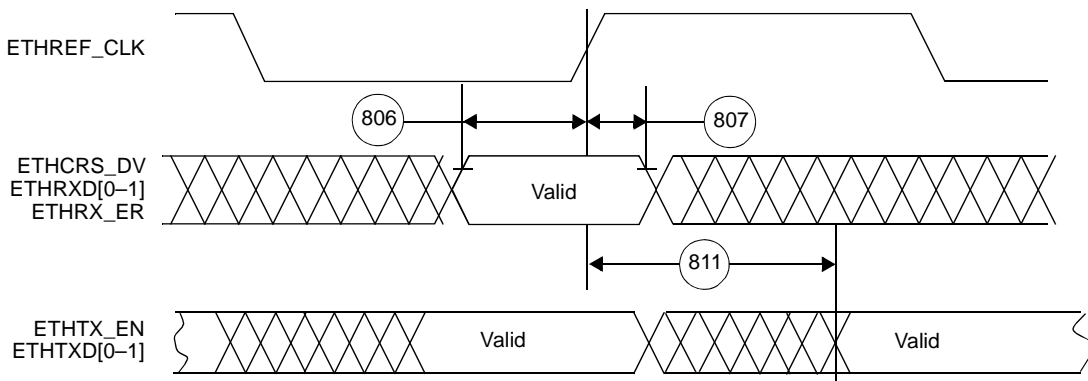 ETHREF_CLK
806
807
ETHCRS_DV
ETHRXD[0–1]
ETHRX_ER
Valid
811
ETHTX_EN
ETHTXD[0–1]
Valid
Valid